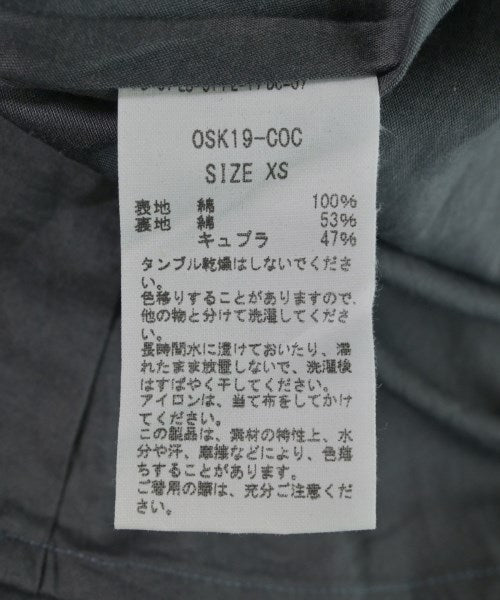 OSK19-COC
SIZE XS
表地 綿 100%
裏地 綿 53%
キュプラ 47%
タンブル乾燥はしないでくださ
い。
色移りすることがありますので、
他の物と分けて洗濯してくださ
い。
長時間水に漬けておいたり、濡
れたまま放置しないで、洗濯後
はすばやく干してください。
アイロンは、当て布をしてかけ
てください。
この製品は、素材の特性上、水
分や汗、摩擦などにより、色落
ちすることがあります。
ご着用の際は、充分ご注意くだ
さい。